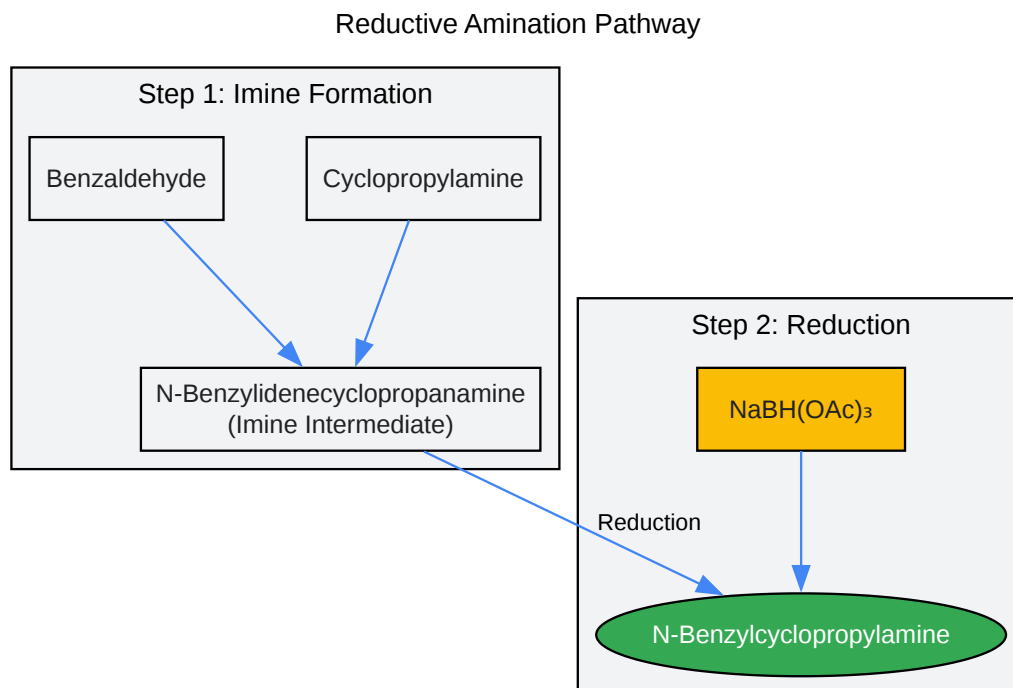 Reductive Amination Pathway
Step 1: Imine Formation
Benzaldehyde
Cyclopropylamine
N-Benzylidenecyclopropanamine
(Imine Intermediate)
Step 2: Reduction
NaBH(OAc)₃
Reduction
N-Benzylcyclopropylamine